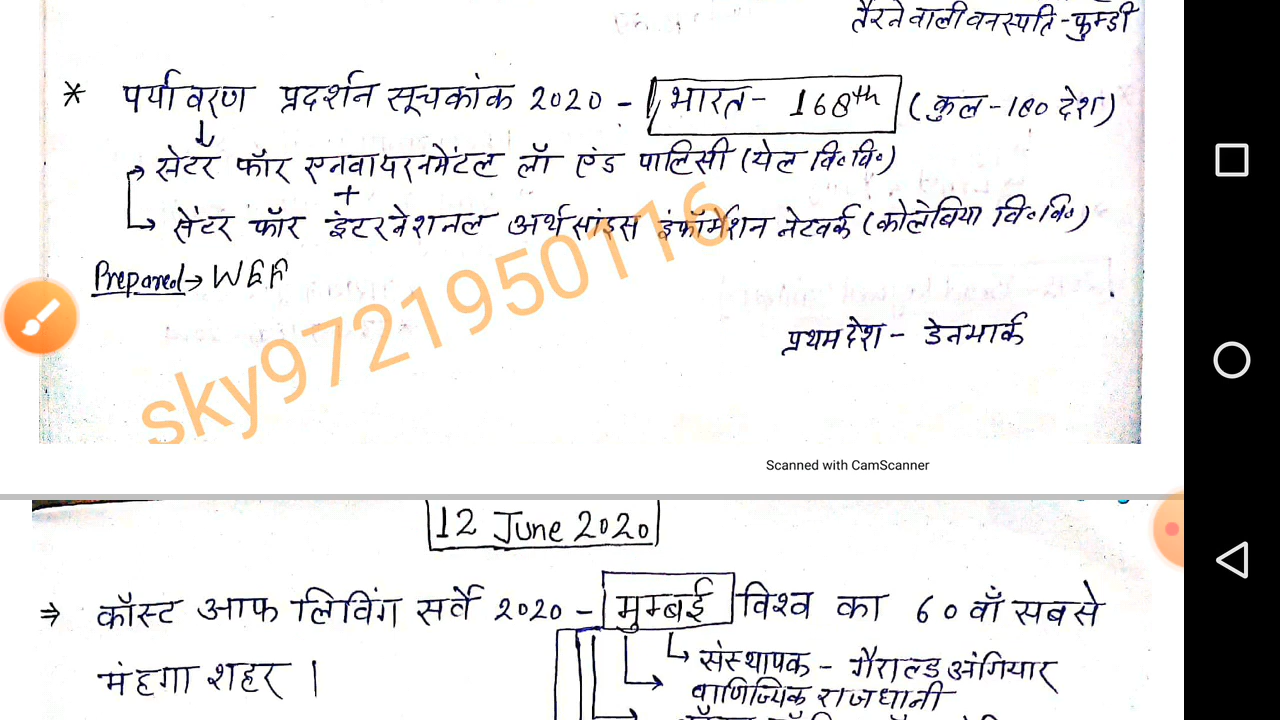 तैरने वाली वनस्पति - फुम्डी
* पर्यावरण प्रदर्शन सूचकांक 2020 - भारत - 168th (कुल - 180 देश)
→ सेंटर फॉर एनवायरनमेंटल लॉ एंड पालिसी (येल वि०वि०)
+
→ सेंटर फॉर इंटरनेशनल अर्थ साइंस इंफॉर्मेशन नेटवर्क (कोलंबिया वि०वि०)
Prepared → WEF
प्रथम देश - डेनमार्क
sky9721950116
Scanned with CamScanner
12 June 2020
⇒ कॉस्ट आफ लिविंग सर्वे 2020 - मुम्बई विश्व का 60वाँ सबसे
मंहगा शहर |
→ संस्थापक - गैराल्ड अंगियार
→ वाणिज्यिक राजधानी